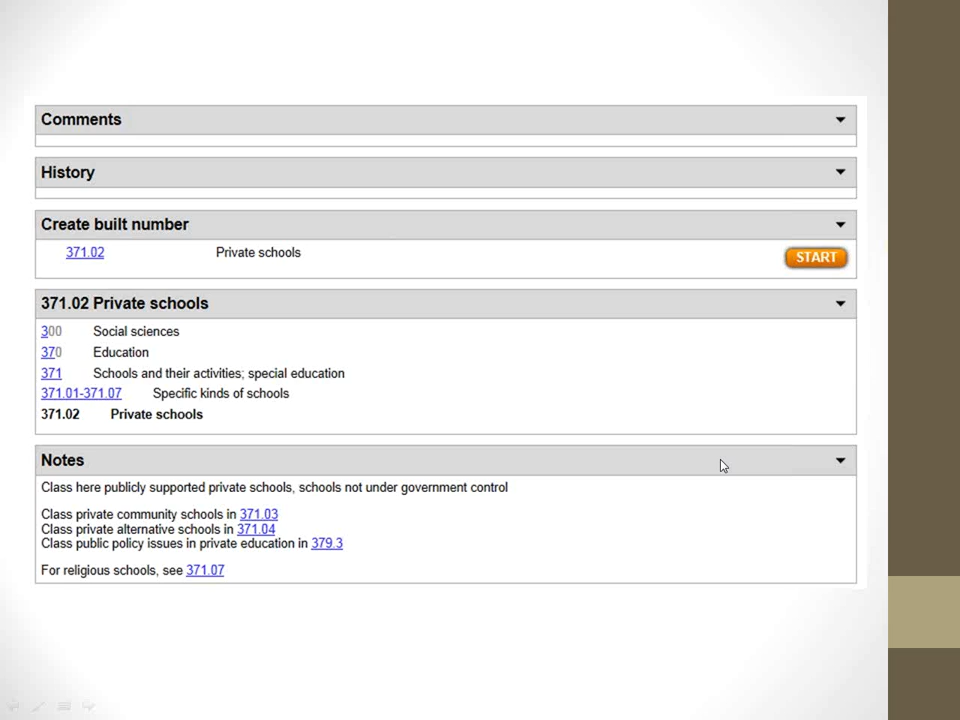 Comments
History
Create built number
371.02 Private schools START
371.02 Private schools
300 Social sciences
370 Education
371 Schools and their activities; special education
371.01-371.07 Specific kinds of schools
371.02 Private schools
Notes
Class here publicly supported private schools, schools not under government control
Class private community schools in 371.03
Class private alternative schools in 371.04
Class public policy issues in private education in 379.3
For religious schools, see 371.07